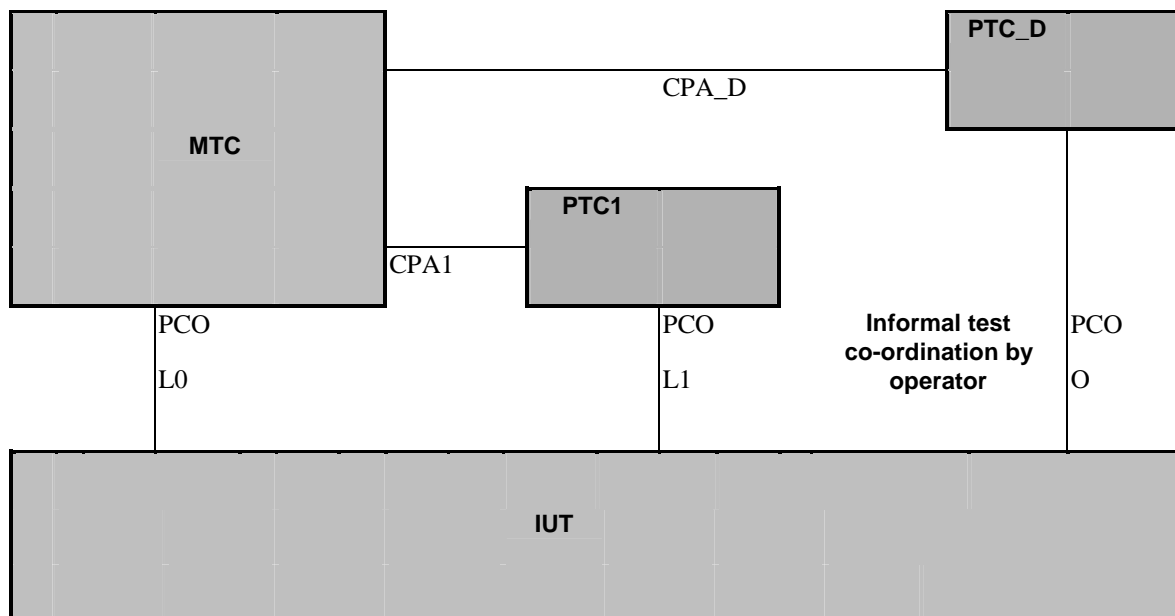 PTC_D
CPA_D
MTC
PTC1
CPA1
PCO
L0
PCO
L1
Informal test
co-ordination by
operator
PCO
O
IUT